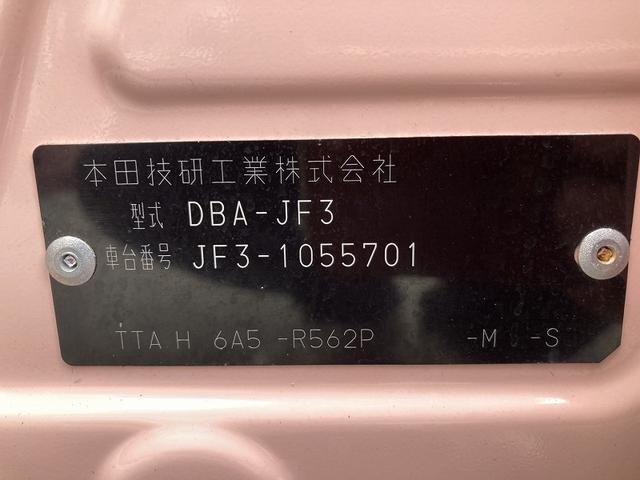 本田技研工業株式会社
型式 DBA-JF3
車台番号 JF3-1055701
TTA H 6A5 -R562P -M -S